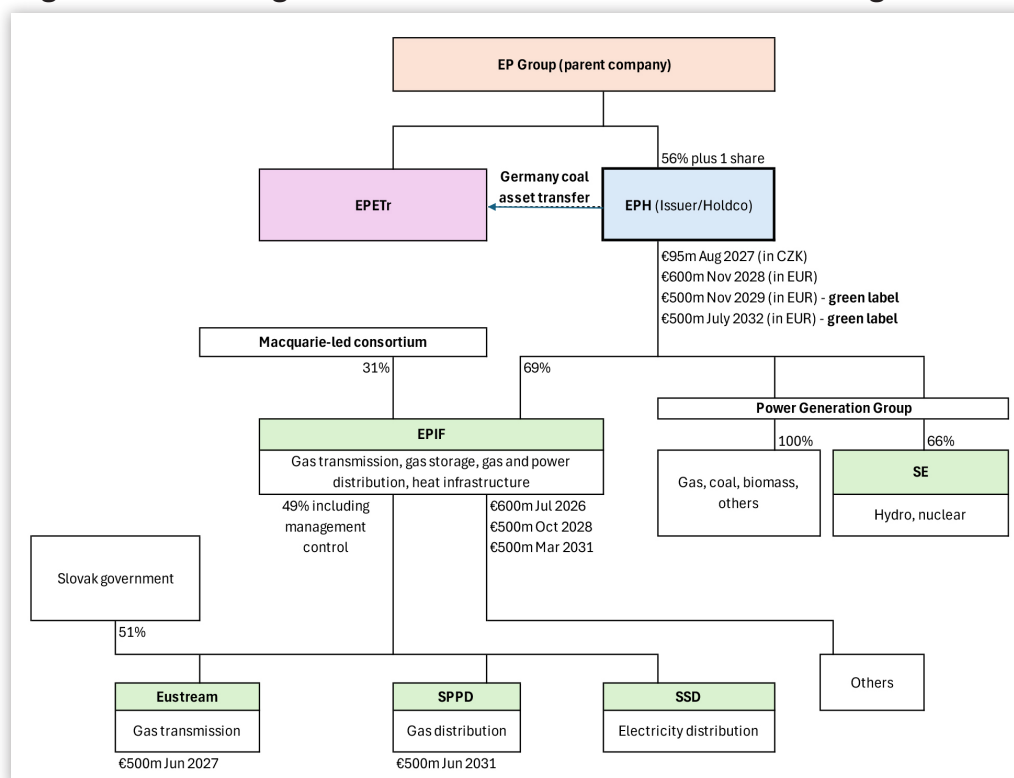 EP Group (parent company)
56% plus 1 share
Germany coal
asset transfer
EPETr
EPH (Issuer/Holdco)
€95m Aug 2027 (in CZK)
€600m Nov 2028 (in EUR)
€500m Nov 2029 (in EUR) - green label
€500m July 2032 (in EUR) - green label
Macquarie-led consortium
31%
69%
Power Generation Group
100%
66%
EPIF
Gas transmission, gas storage, gas and power
distribution, heat infrastructure
Gas, coal, biomass,
others
SE
Hydro, nuclear
49% including
management
control
€600m Jul 2026
€500m Oct 2028
€500m Mar 2031
Slovak government
51%
Others
Eustream
Gas transmission
€500m Jun 2027
SPPD
Gas distribution
€500m Jun 2031
SSD
Electricity distribution